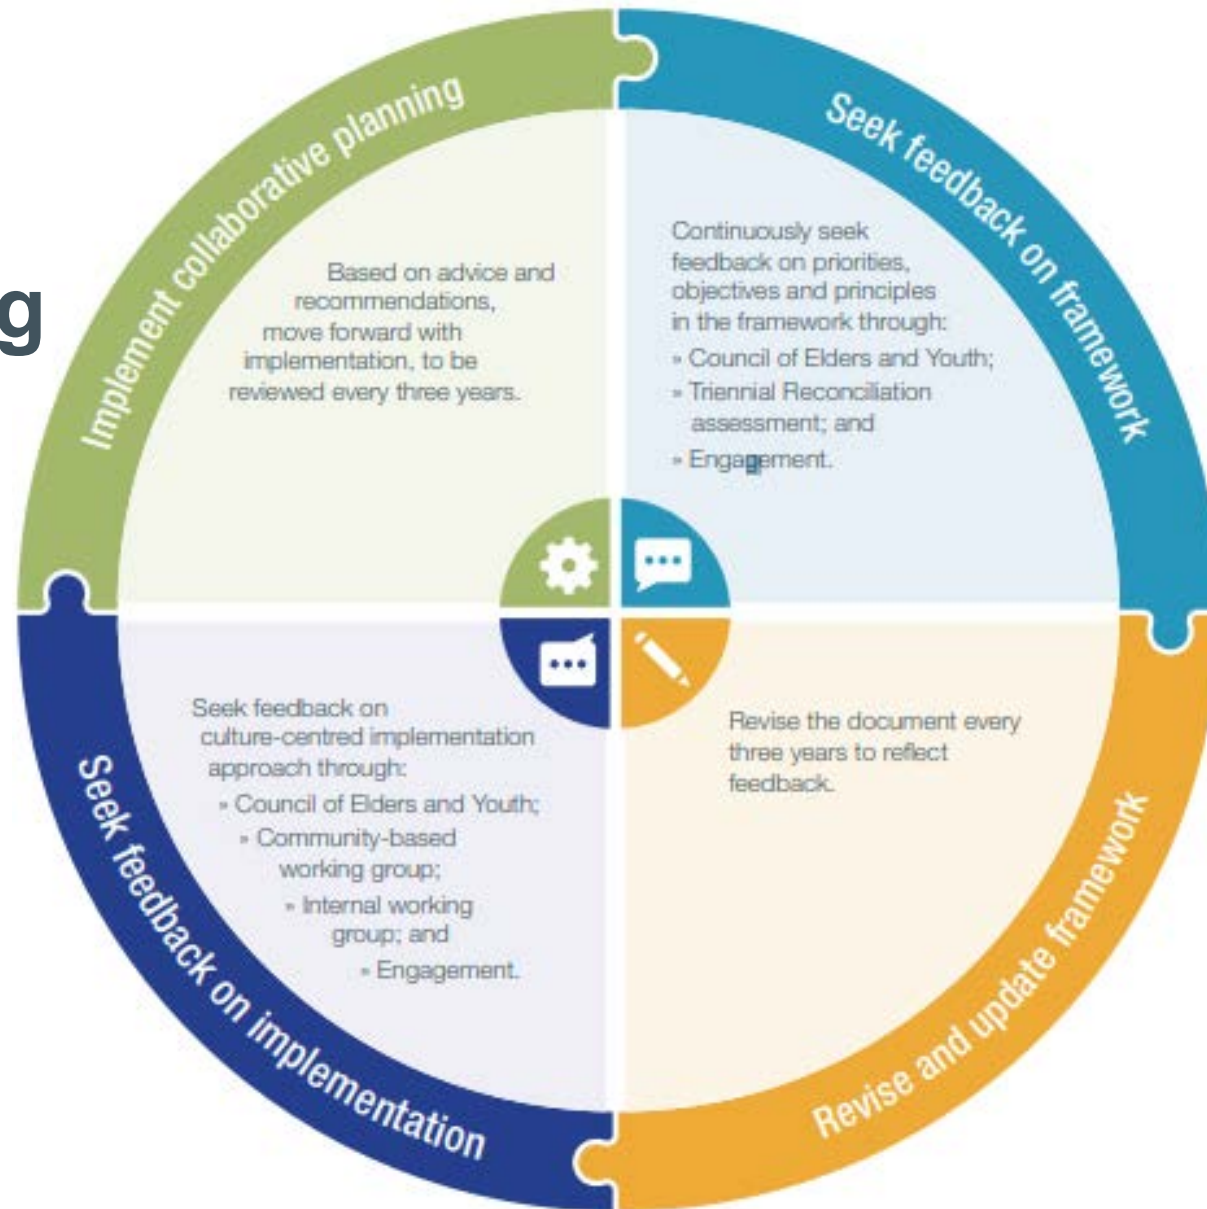 g
Implement collaborative planning
Based on advice and
recommendations,
move forward with
implementation, to be
reviewed every three years.
Seek feedback on framework
Continuously seek
feedback on priorities,
objectives and principles
in the framework through:
» Council of Elders and Youth;
» Triennial Reconciliation
assessment; and
» Engagement.
Seek feedback on implementation
Seek feedback on
culture-centred implementation
approach through:
» Council of Elders and Youth;
» Community-based
working group;
» Internal working
group; and
» Engagement.
Revise and update framework
Revise the document every
three years to reflect
feedback.